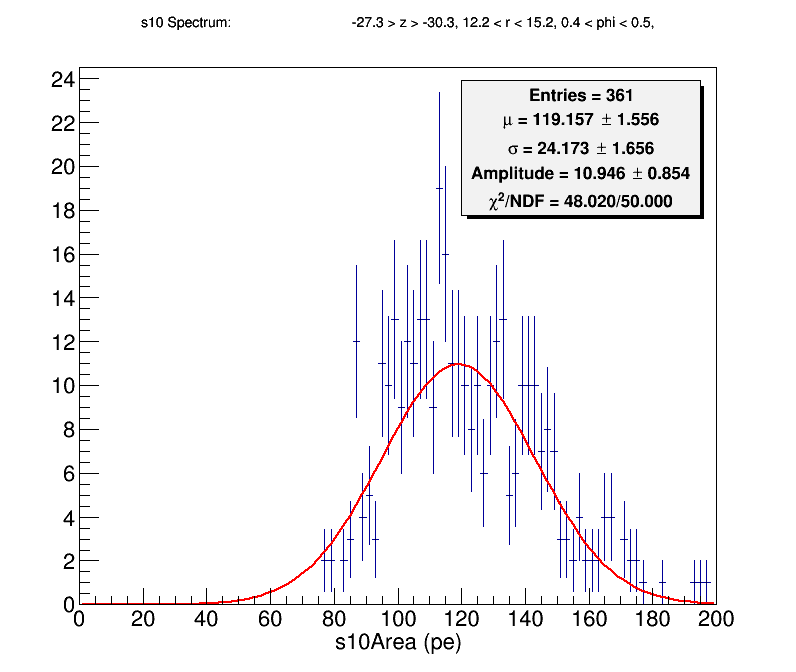 s10 Spectrum: -27.3 > z > -30.3, 12.2 < r < 15.2, 0.4 < phi < 0.5,
Entries = 361
μ = 119.157 ± 1.556
σ = 24.173 ± 1.656
Amplitude = 10.946 ± 0.854
χ²/NDF = 48.020/50.000
24
22
20
18
16
14
12
10
8
6
4
2
0
0 20 40 60 80 100 120 140 160 180 200
s10Area (pe)